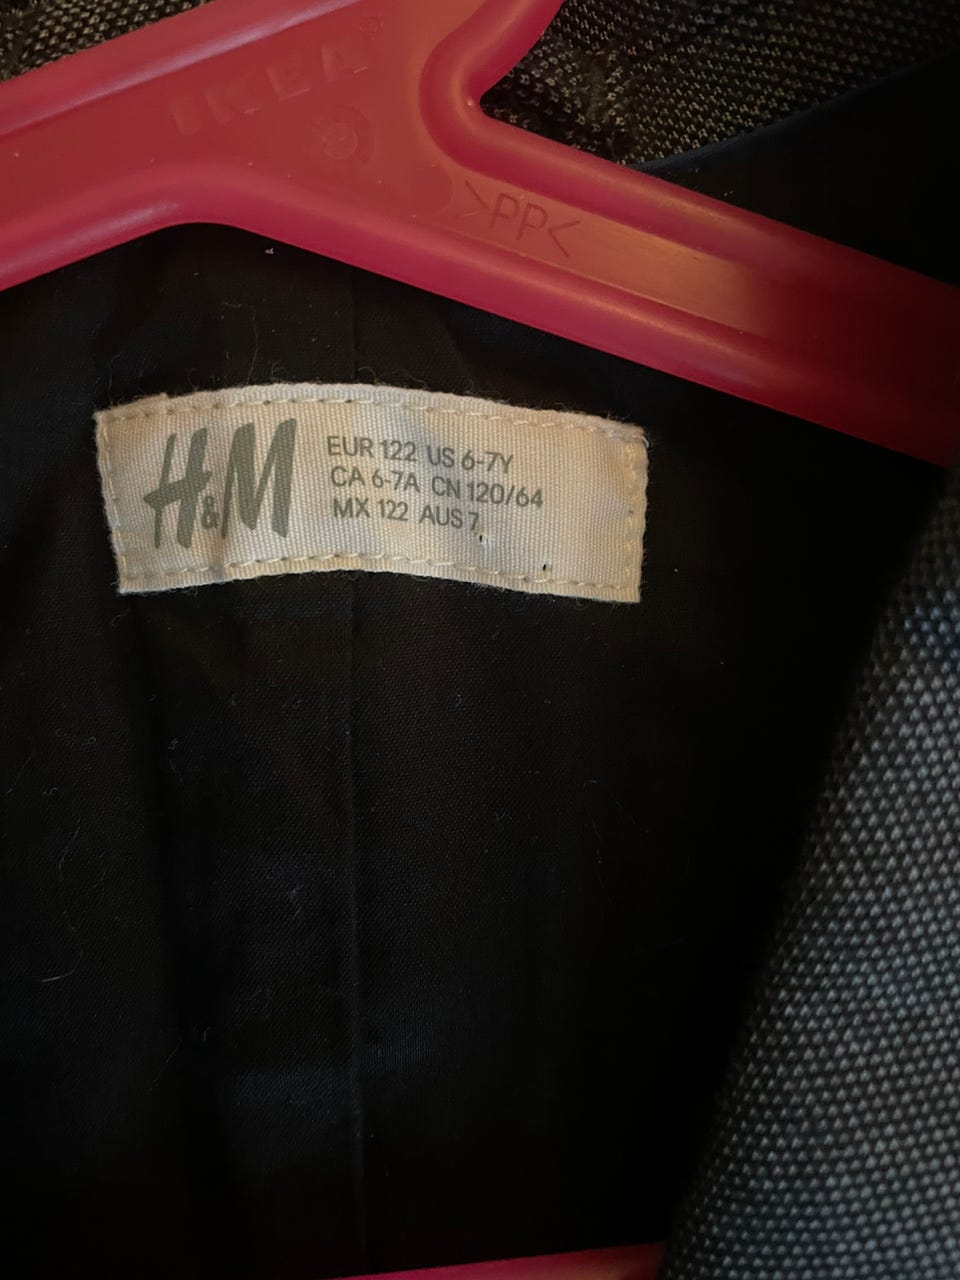 IKEA
>PP<
H&M
EUR 122 US 6-7Y
CA 6-7A CN 120/64
MX 122 AUS 7